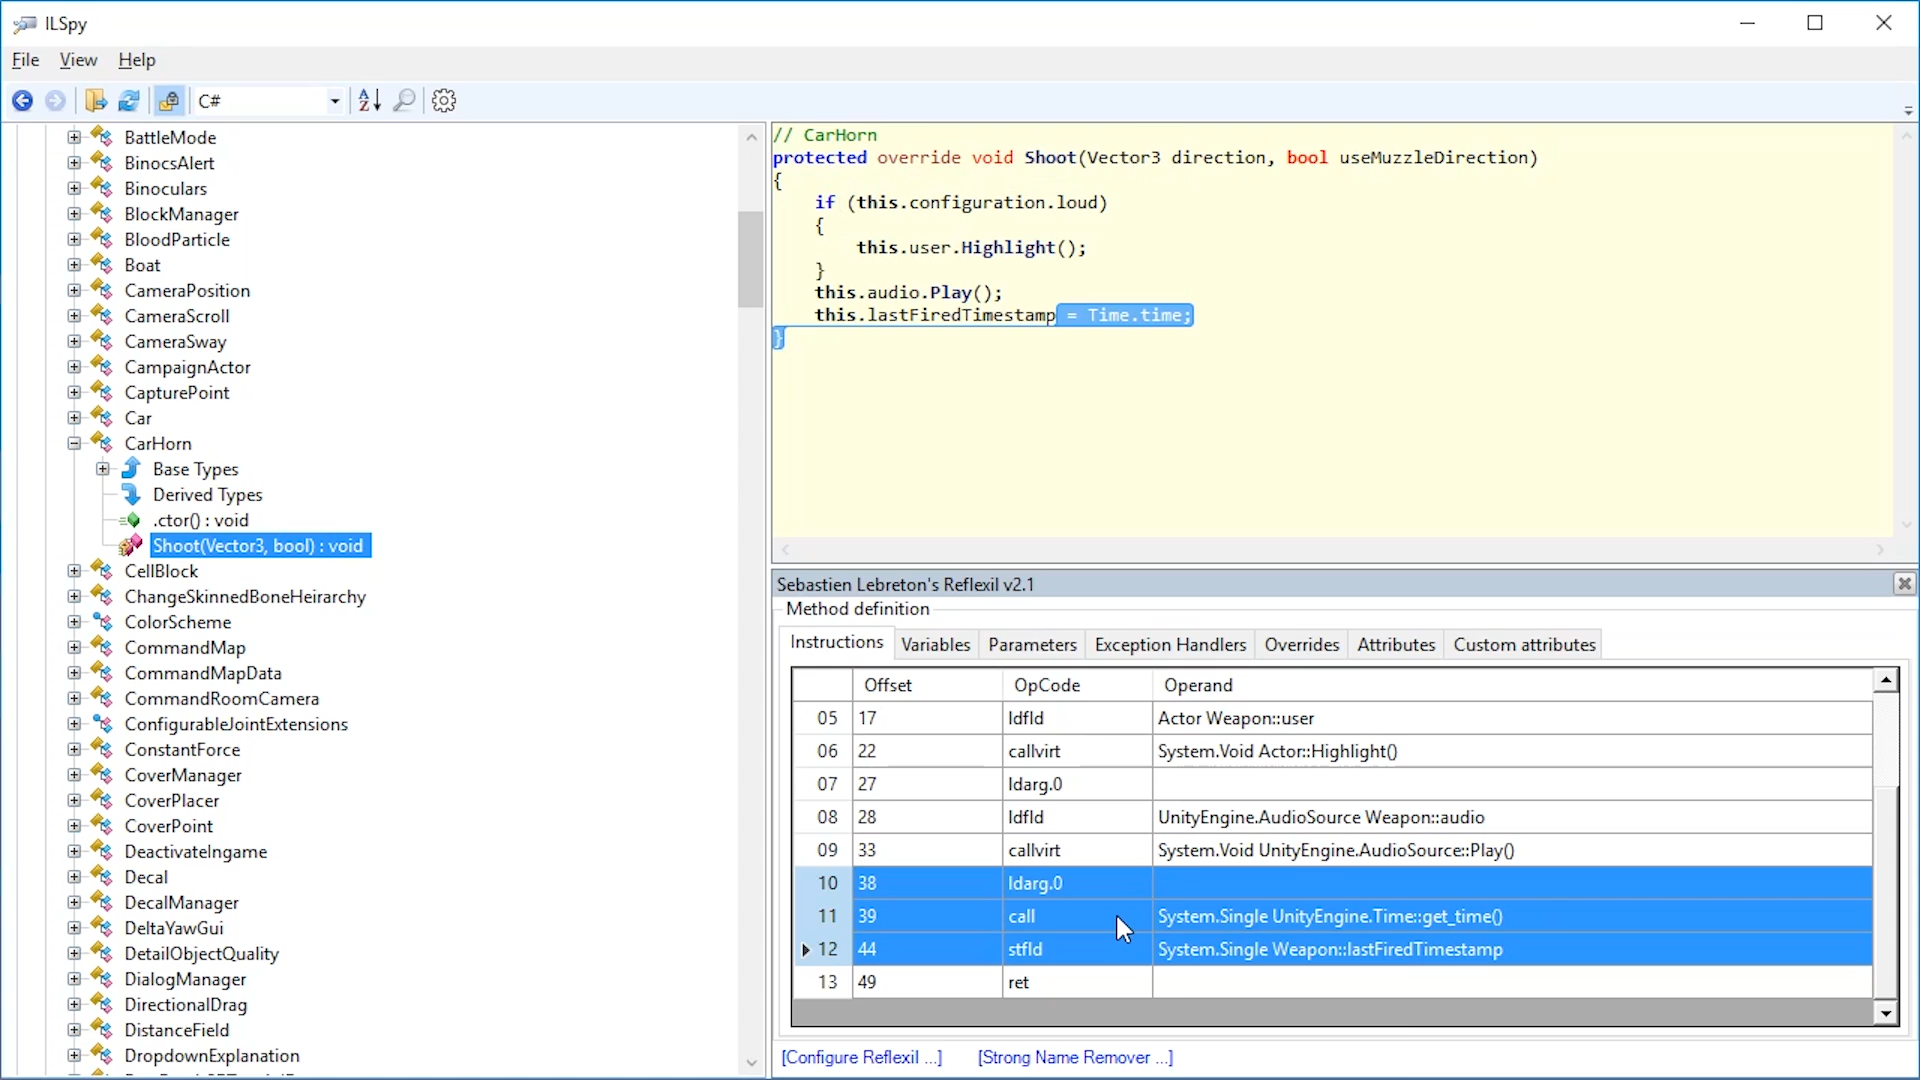 ILSpy
File View Help
C#
BattleMode
BinocsAlert
Binoculars
BlockManager
BloodParticle
Boat
CameraPosition
CameraScroll
CameraSway
CampaignActor
CapturePoint
Car
CarHorn
Base Types
Derived Types
.ctor() : void
Shoot(Vector3, bool) : void
CellBlock
ChangeSkinnedBoneHeirarchy
ColorScheme
CommandMap
CommandMapData
CommandRoomCamera
ConfigurableJointExtensions
ConstantForce
CoverManager
CoverPlacer
CoverPoint
DeactivateIngame
Decal
DecalManager
DeltaYawGui
DetailObjectQuality
DialogManager
DirectionalDrag
DistanceField
DropdownExplanation
// CarHorn
protected override void Shoot(Vector3 direction, bool useMuzzleDirection)
{
if (this.configuration.loud)
{
this.user.Highlight();
}
this.audio.Play();
this.lastFiredTimestamp = Time.time;
}
Sebastien Lebreton's Reflexil v2.1
Method definition
Instructions Variables Parameters Exception Handlers Overrides Attributes Custom attributes
Offset OpCode Operand
05 17 ldfld Actor Weapon::user
06 22 callvirt System.Void Actor::Highlight()
07 27 ldarg.0
08 28 ldfld UnityEngine.AudioSource Weapon::audio
09 33 callvirt System.Void UnityEngine.AudioSource::Play()
10 38 ldarg.0
11 39 call System.Single UnityEngine.Time::get_time()
12 44 stfld System.Single Weapon::lastFiredTimestamp
13 49 ret
[Configure Reflexil ...] [Strong Name Remover ...]